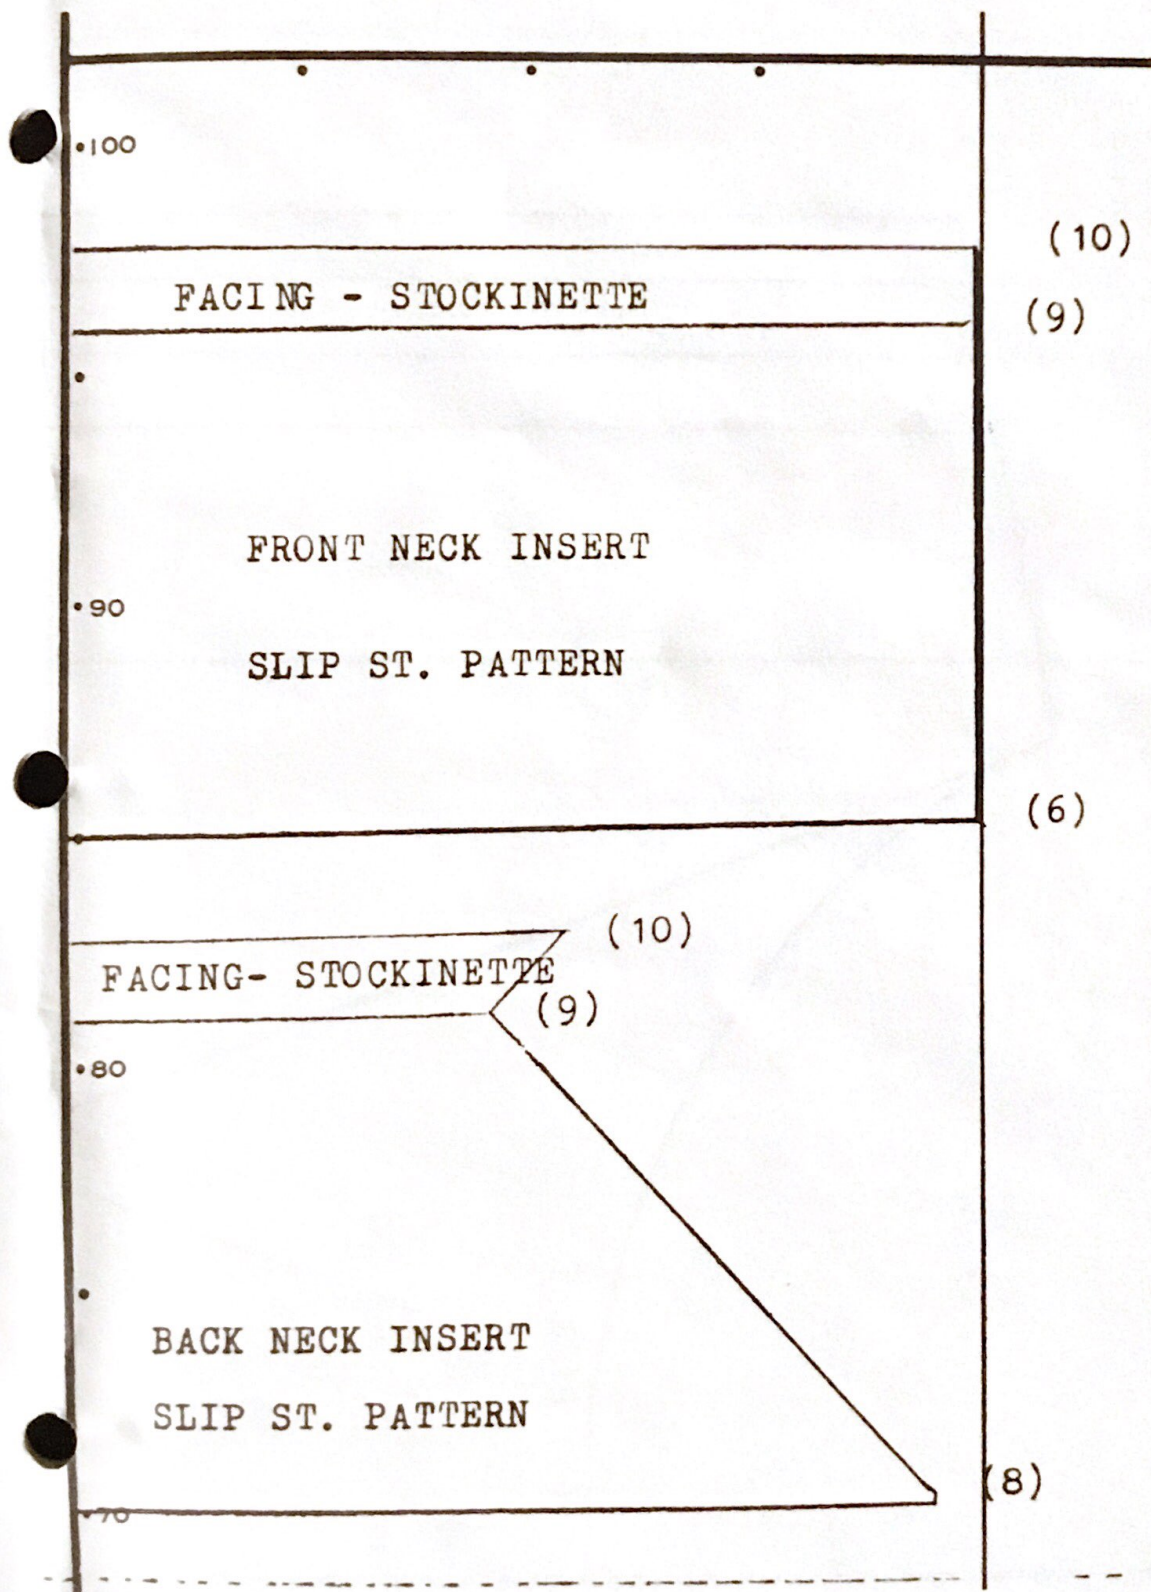 100
(10)
FACING - STOCKINETTE
(9)
FRONT NECK INSERT
90
SLIP ST. PATTERN
(6)
(10)
FACING- STOCKINETTE
(9)
80
BACK NECK INSERT
SLIP ST. PATTERN
(8)
70